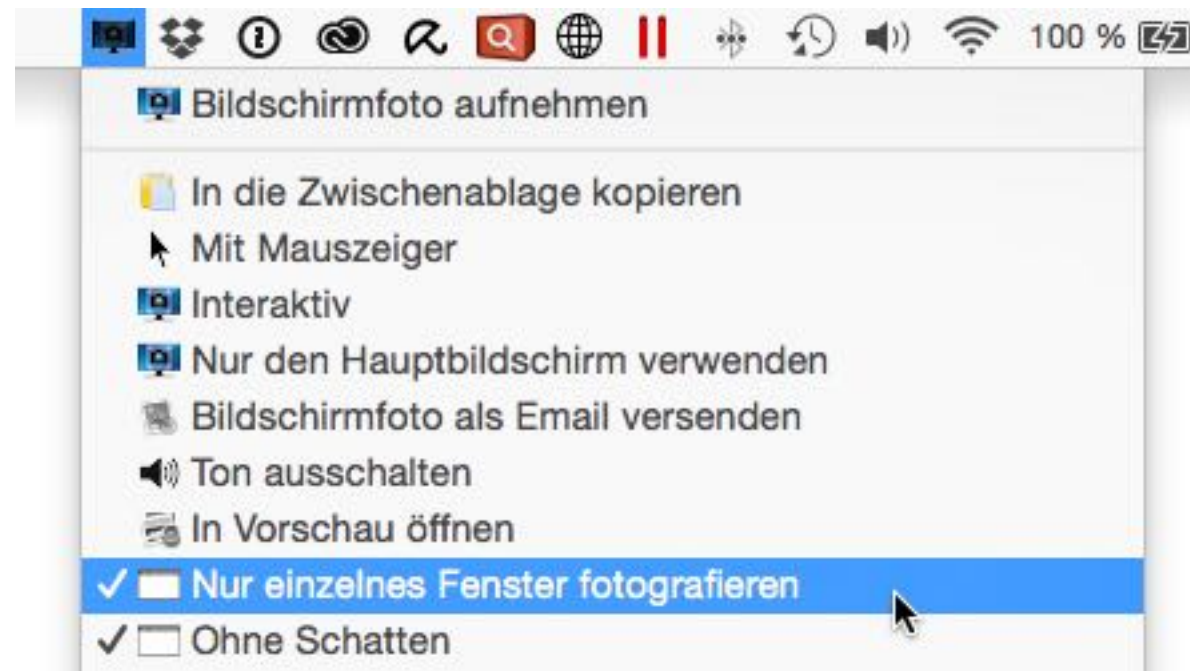 100 %
Bildschirmfoto aufnehmen
In die Zwischenablage kopieren
Mit Mauszeiger
Interaktiv
Nur den Hauptbildschirm verwenden
Bildschirmfoto als Email versenden
Ton ausschalten
In Vorschau öffnen
Nur einzelnes Fenster fotografieren
Ohne Schatten